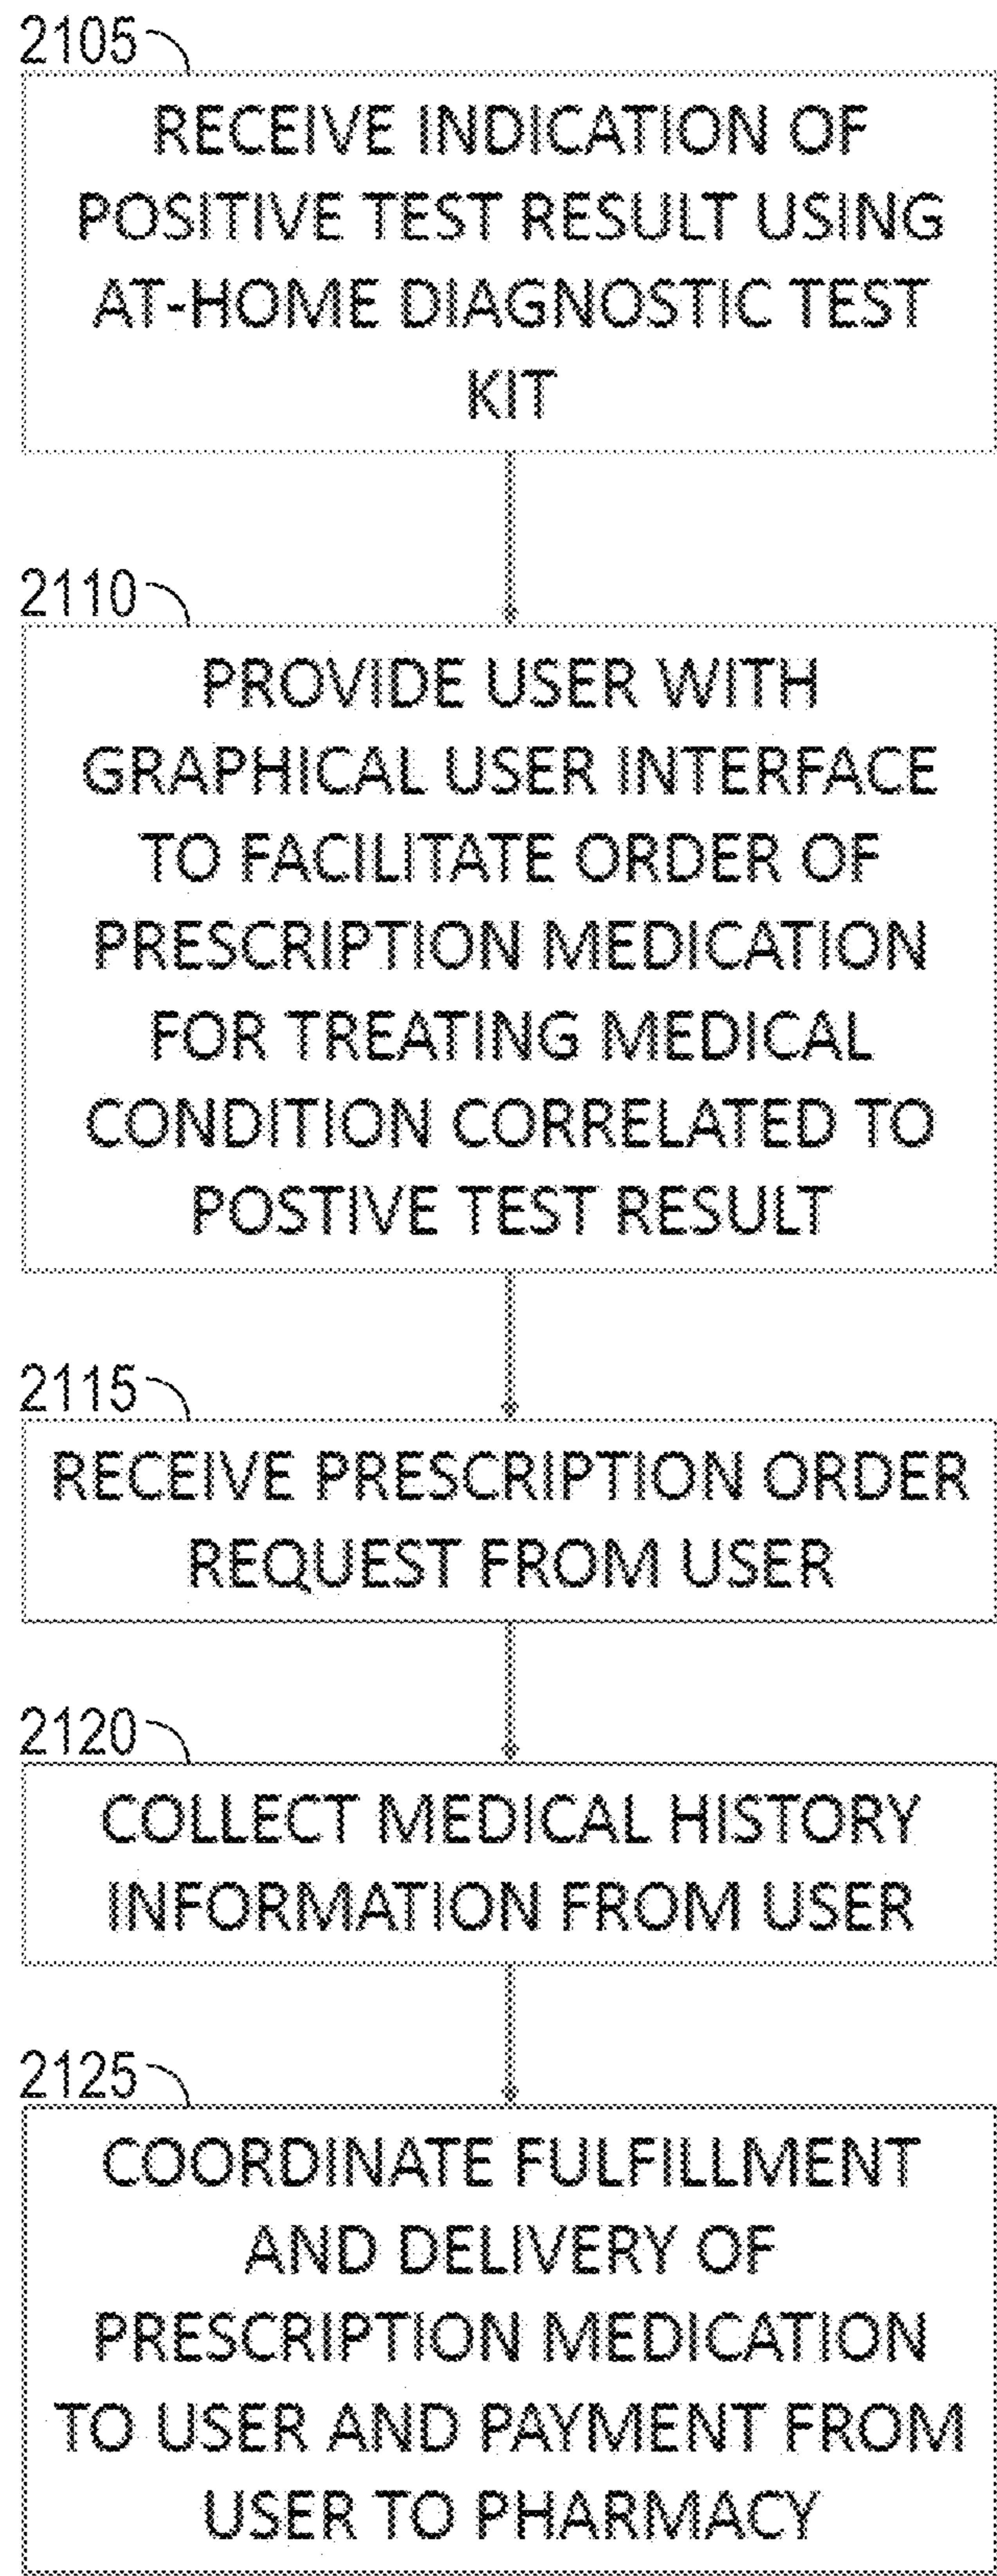 2105
RECEIVE INDICATION OF
POSITIVE TEST RESULT USING
AT-HOME DIAGNOSTIC TEST
KIT
2110
PROVIDE USER WITH
GRAPHICAL USER INTERFACE
TO FACILITATE ORDER OF
PRESCRIPTION MEDICATION
FOR TREATING MEDICAL
CONDITION CORRELATED TO
POSTIVE TEST RESULT
2115
RECEIVE PRESCRIPTION ORDER
REQUEST FROM USER
2120
COLLECT MEDICAL HISTORY
INFORMATION FROM USER
2125
COORDINATE FULFILLMENT
AND DELIVERY OF
PRESCRIPTION MEDICATION
TO USER AND PAYMENT FROM
USER TO PHARMACY